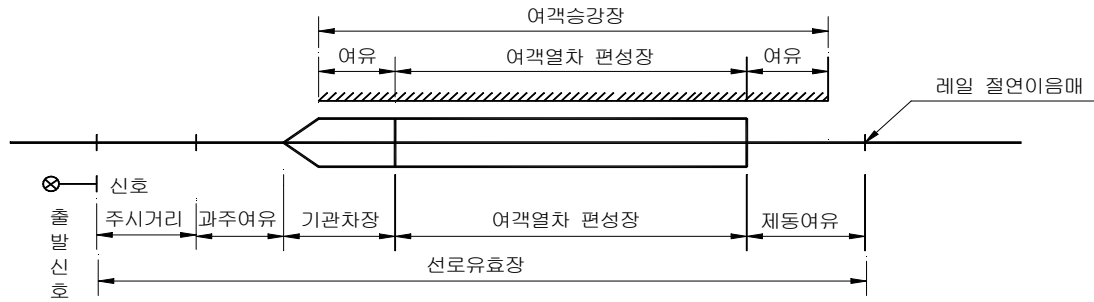 여객승강장
여유 여객열차 편성장 여유
레일 절연이음매
신호
출발신호
주시거리 과주여유 기관차장 여객열차 편성장 제동여유
선로유효장